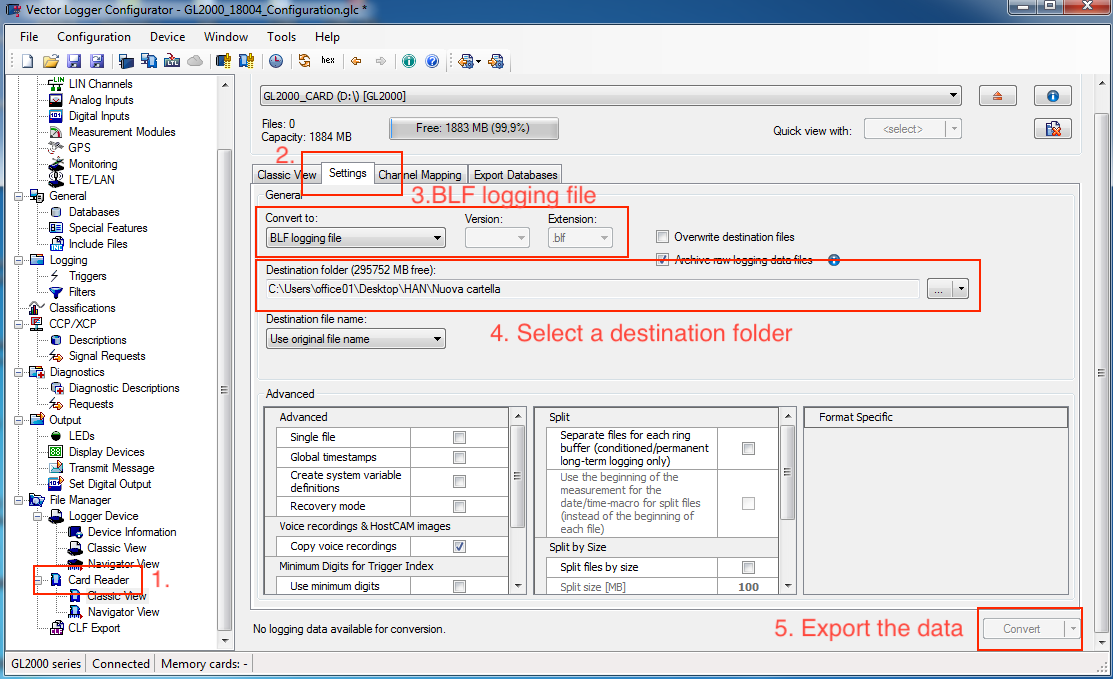 Vector Logger Configurator - GL2000_18004_Configuration.glc *
File Configuration Device Window Tools Help
hex
LIN Channels
Analog Inputs
Digital Inputs
Measurement Modules
GPS
Monitoring
LTE/LAN
General
Databases
Special Features
Include Files
Logging
Triggers
Filters
Classifications
CCP/XCP
Descriptions
Signal Requests
Diagnostics
Diagnostic Descriptions
Requests
Output
LEDs
Display Devices
Transmit Message
Set Digital Output
File Manager
Logger Device
Device Information
Classic View
Navigator View
Card Reader
1.
Classic View
Navigator View
CLF Export
GL2000_CARD (D:\) [GL2000]
Files: 0
Capacity: 1884 MB
Free: 1883 MB (99,9%)
Quick view with: <select>
2.
Classic View Settings Channel Mapping Export Databases
3.BLF logging file
General
Convert to: Version: Extension:
BLF logging file .blf
Overwrite destination files
Archive raw logging data files
Destination folder (295752 MB free):
C:\Users\office01\Desktop\HAN\Nuova cartella ...
Destination file name:
Use original file name
4. Select a destination folder
Advanced
Advanced
Single file
Global timestamps
Create system variable
definitions
Recovery mode
Voice recordings & HostCAM images
Copy voice recordings
Minimum Digits for Trigger Index
Use minimum digits
Split
Separate files for each ring
buffer (conditioned/permanent
long-term logging only)
Use the beginning of the
measurement for the
date/time-macro for split files
(instead of the beginning of
each file)
Split by Size
Split files by size
Split size [MB] 100
Format Specific
No logging data available for conversion.
5. Export the data
Convert
GL2000 series Connected Memory cards: -